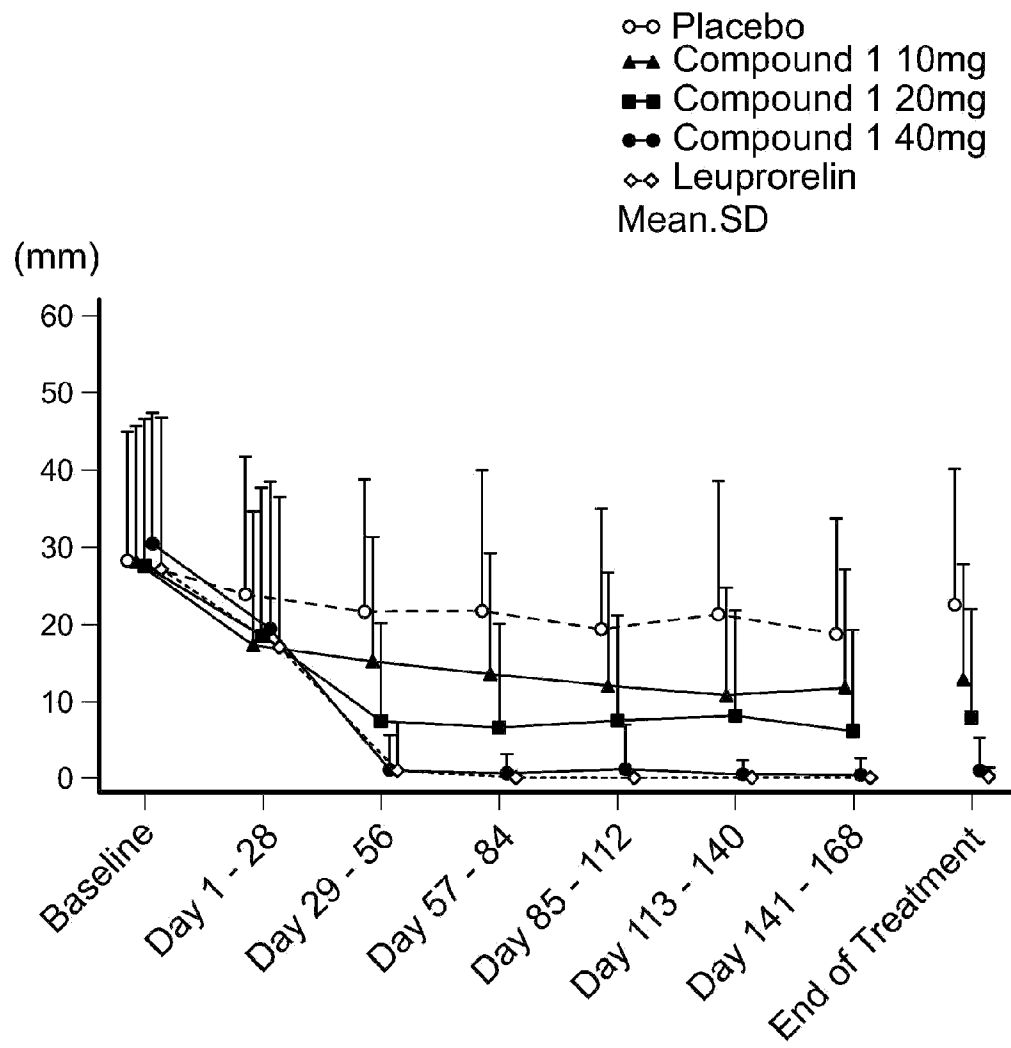 Placebo
Compound 1 10mg
Compound 1 20mg
Compound 1 40mg
Leuprorelin
Mean.SD
(mm)
60
50
40
30
20
10
0
Baseline
Day 1 - 28
Day 29 - 56
Day 57 - 84
Day 85 - 112
Day 113 - 140
Day 141 - 168
End of Treatment